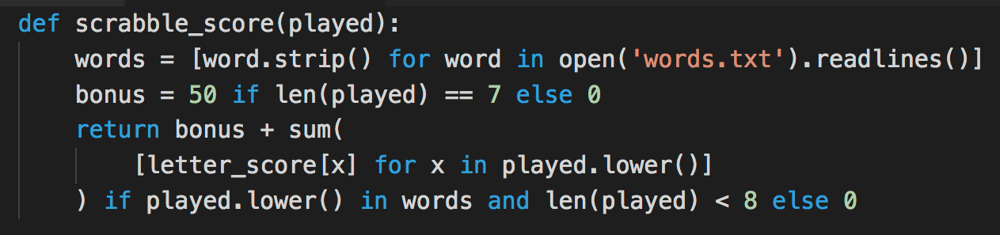 def scrabble_score(played):
    words = [word.strip() for word in open('words.txt').readlines()]
    bonus = 50 if len(played) == 7 else 0
    return bonus + sum(
        [letter_score[x] for x in played.lower()]
    ) if played.lower() in words and len(played) < 8 else 0